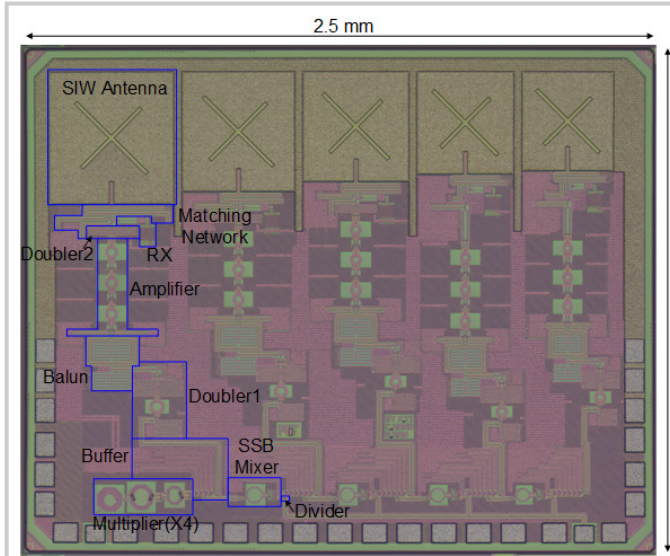 2.5 mm
SIW Antenna
Matching
Network
Doubler2
RX
Amplifier
Balun
Doubler1
Buffer
SSB
Mixer
Multiplier(X4)
Divider